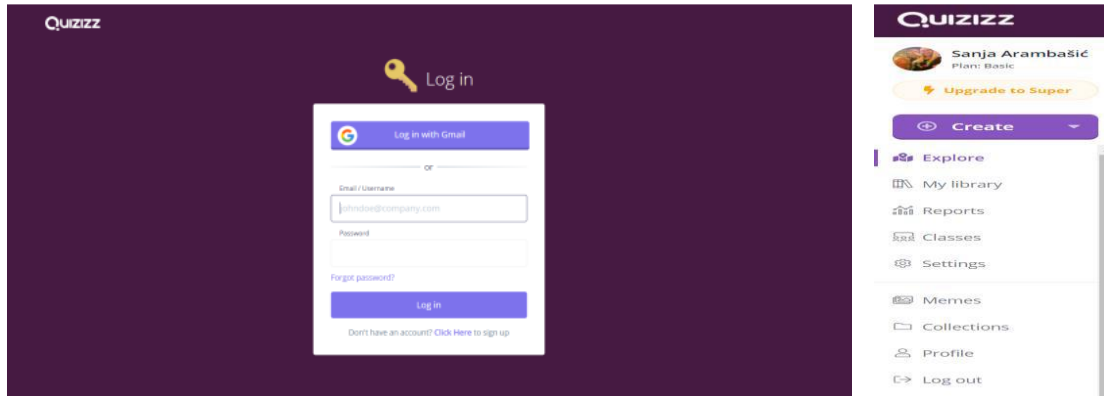 Quizizz
Log in
Log in with Gmail
or
Email / Username
johndoe@company.com
Password
Forgot password?
Log in
Don't have an account? Click Here to sign up
Quizizz
Sanja Arambašić
Plan: Basic
Upgrade to Super
Create
Explore
My library
Reports
Classes
Settings
Memes
Collections
Profile
Log out